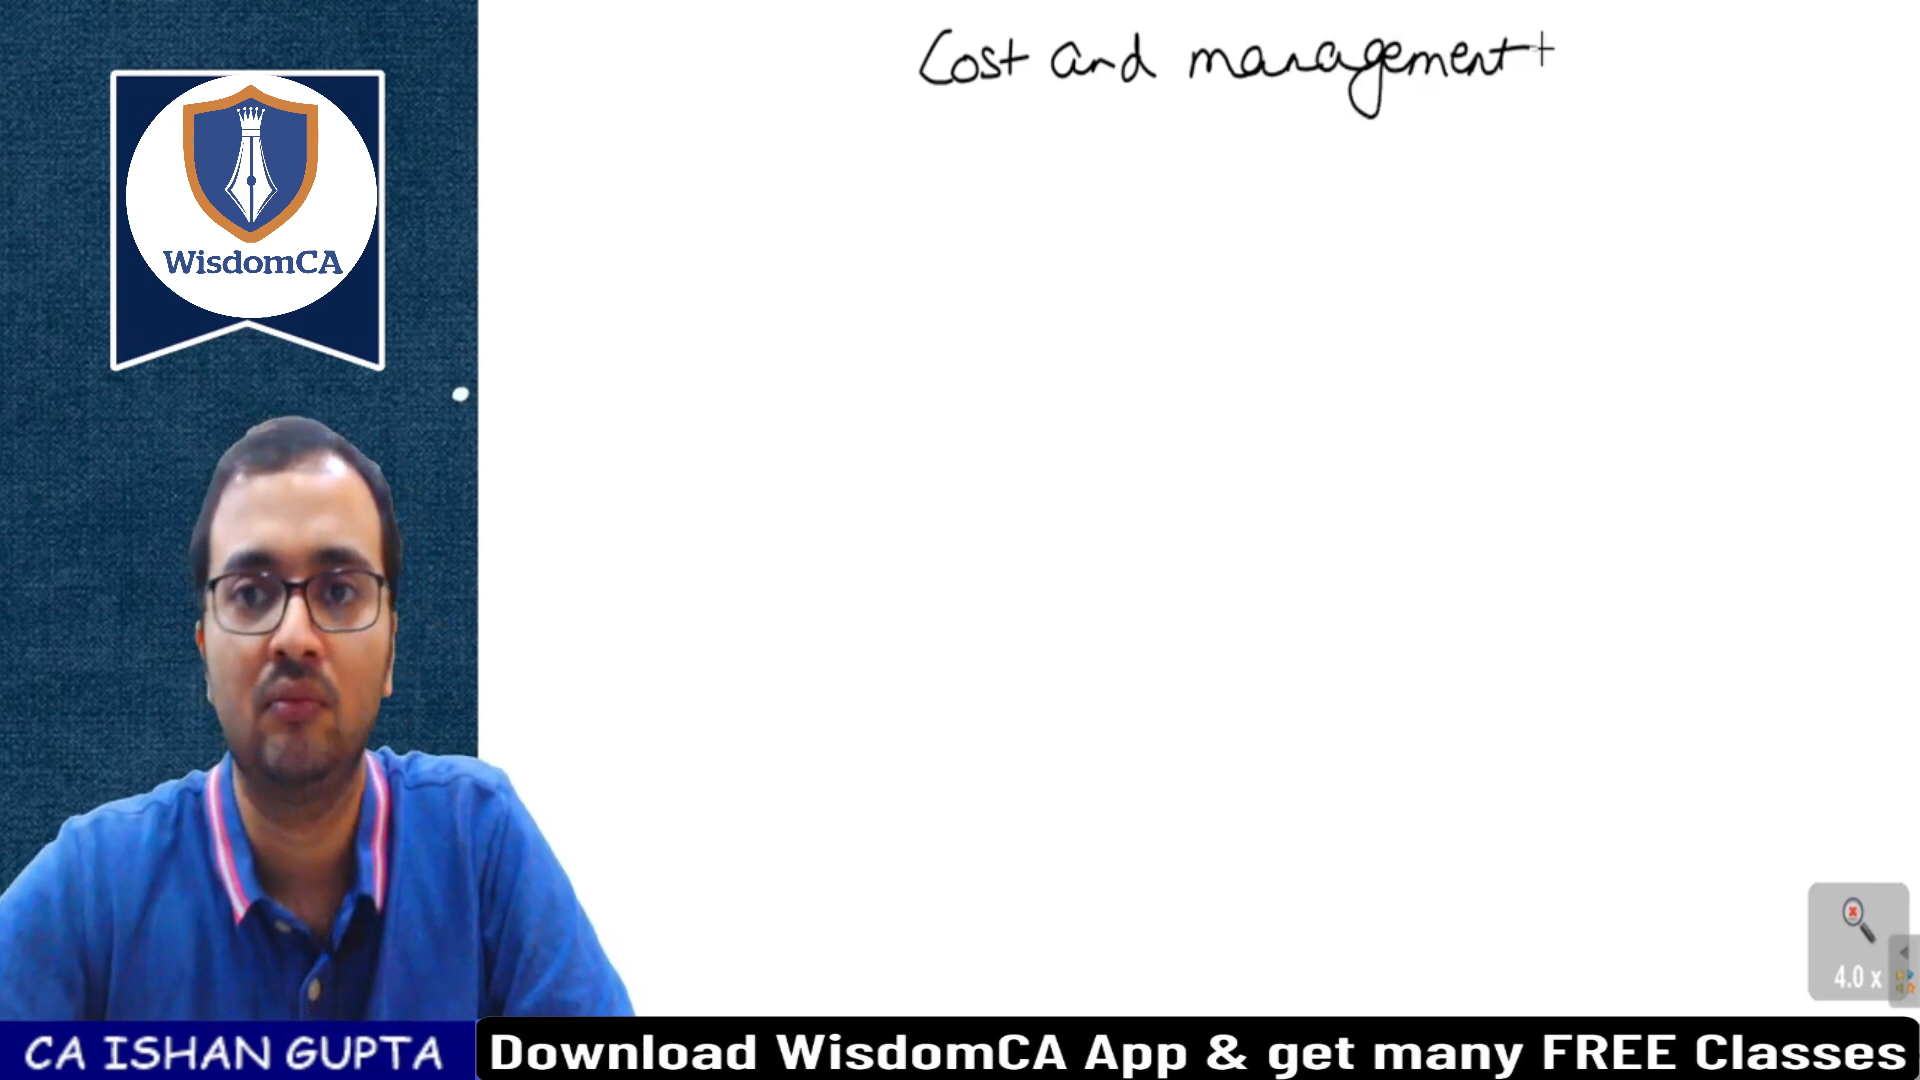 Cost and management
WisdomCA
4.0 x
CA ISHAN GUPTA
Download WisdomCA App & get many FREE Classes